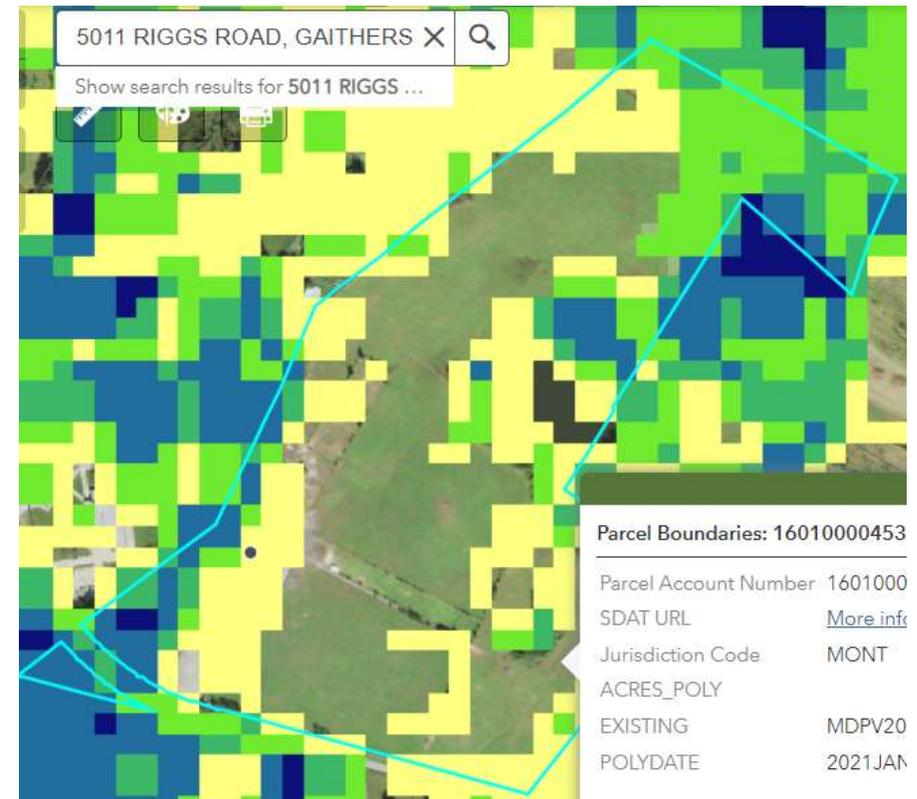 5011 RIGGS ROAD, GAITHERS
Show search results for 5011 RIGGS ...
Parcel Boundaries: 16010000453
Parcel Account Number 1601000
SDAT URL More info
Jurisdiction Code MONT
ACRES_POLY
EXISTING MDPV20
POLYDATE 2021JAN